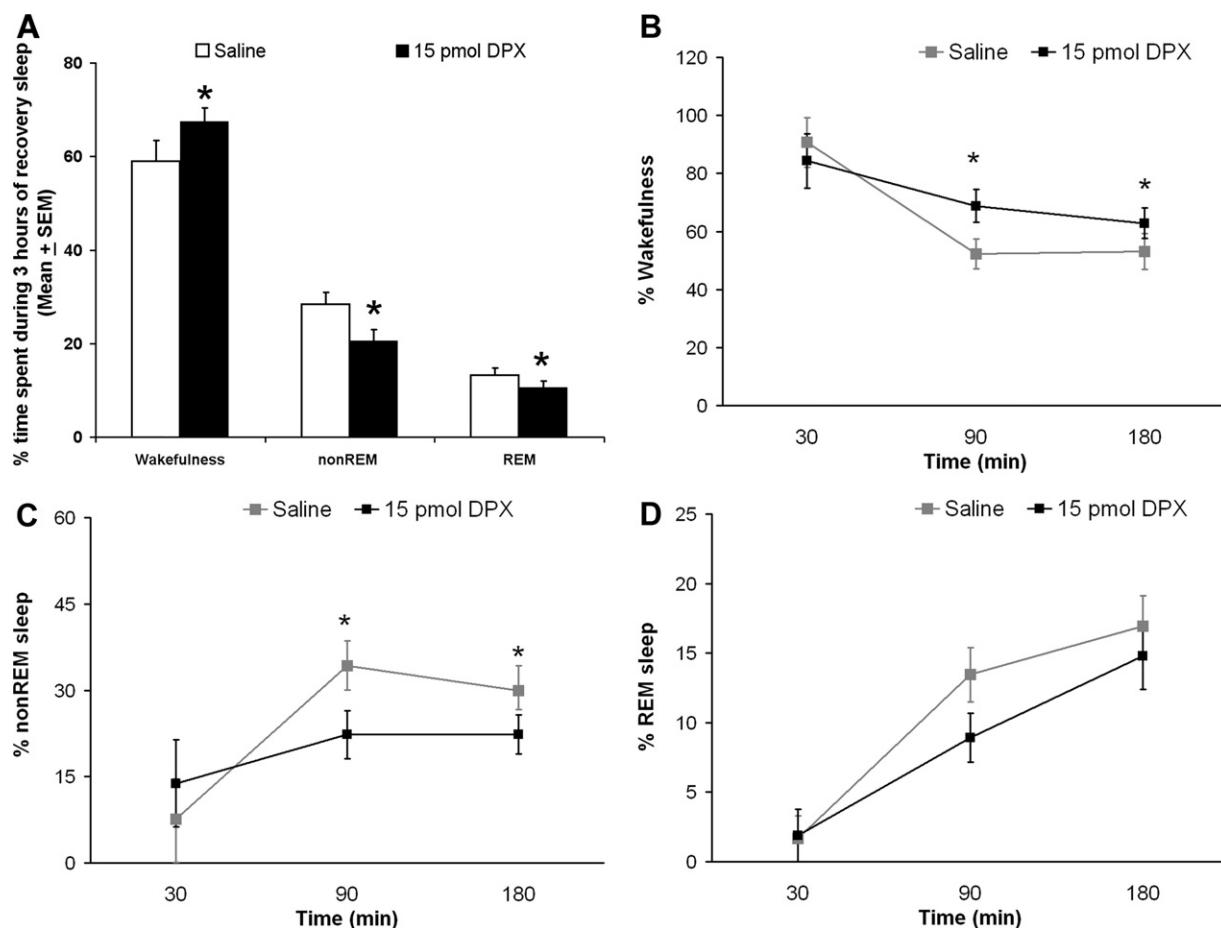 A
Saline 15 pmol DPX
% time spent during 3 hours of recovery sleep
(Mean ± SEM)
80
60
40
20
0
* * *
Wakefulness nonREM REM
B
Saline 15 pmol DPX
% Wakefulness
120
100
80
60
40
20
0
* *
30 90 180
Time (min)
C
Saline 15 pmol DPX
% nonREM sleep
60
45
30
15
0
* *
30 90 180
Time (min)
D
Saline 15 pmol DPX
% REM sleep
25
20
15
10
5
0
30 90 180
Time (min)